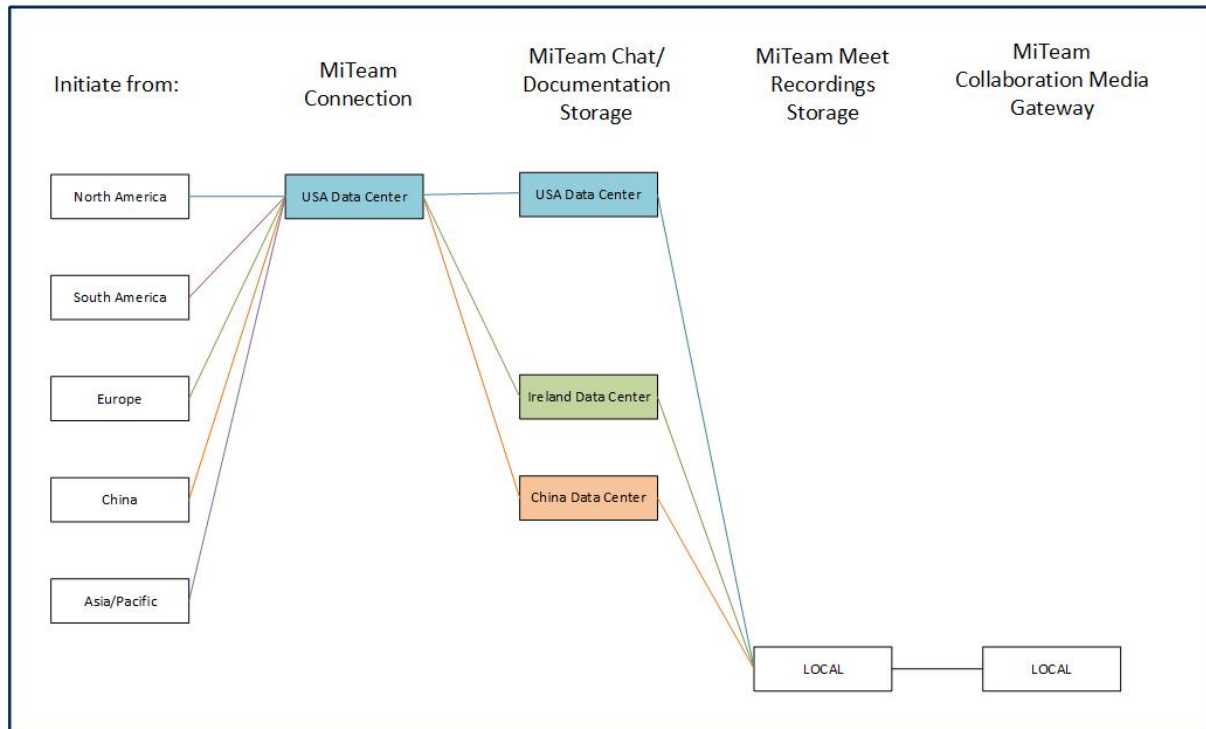 Initiate from:
MiTeam
Connection
MiTeam Chat/
Documentation
Storage
MiTeam Meet
Recordings
Storage
MiTeam
Collaboration Media
Gateway
North America
USA Data Center
USA Data Center
South America
Europe
Ireland Data Center
China
China Data Center
Asia/Pacific
LOCAL
LOCAL